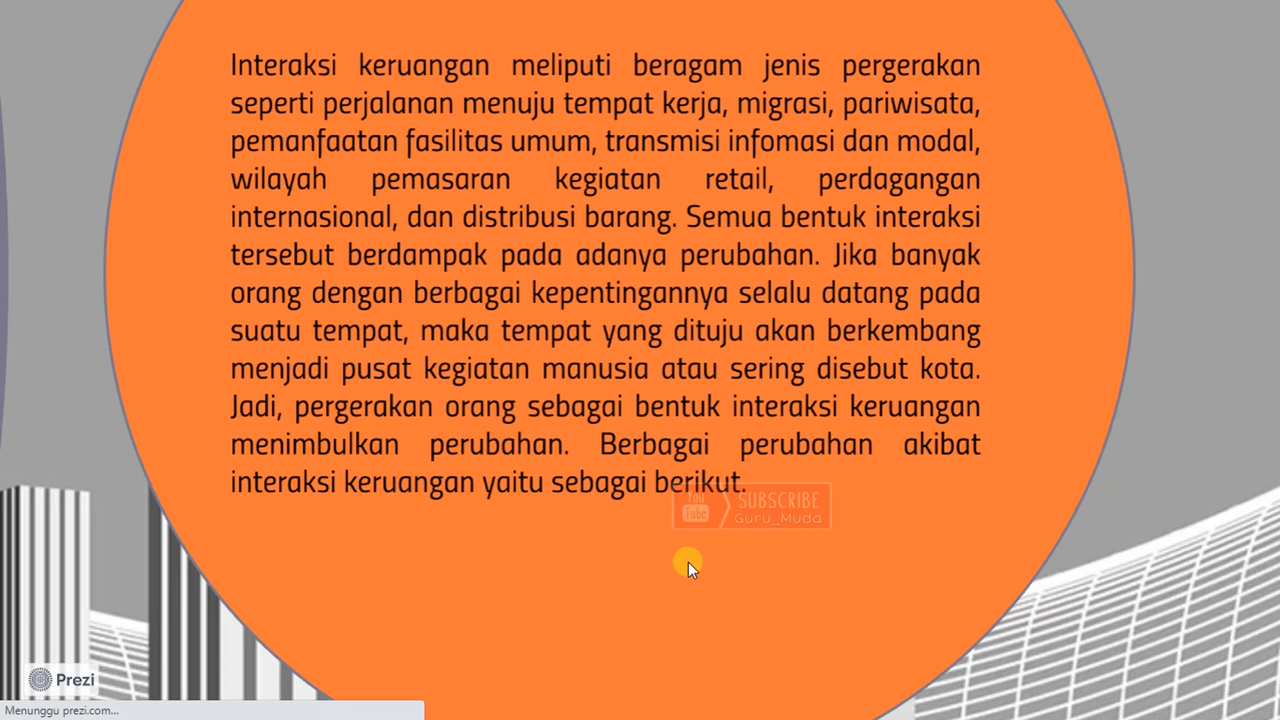 Interaksi keruangan meliputi beragam jenis pergerakan
seperti perjalanan menuju tempat kerja, migrasi, pariwisata,
pemanfaatan fasilitas umum, transmisi infomasi dan modal,
wilayah pemasaran kegiatan retail, perdagangan
internasional, dan distribusi barang. Semua bentuk interaksi
tersebut berdampak pada adanya perubahan. Jika banyak
orang dengan berbagai kepentingannya selalu datang pada
suatu tempat, maka tempat yang dituju akan berkembang
menjadi pusat kegiatan manusia atau sering disebut kota.
Jadi, pergerakan orang sebagai bentuk interaksi keruangan
menimbulkan perubahan. Berbagai perubahan akibat
interaksi keruangan yaitu sebagai berikut.
You Tube SUBSCRIBE
Guru_Muda
Prezi
Menunggu prezi.com...